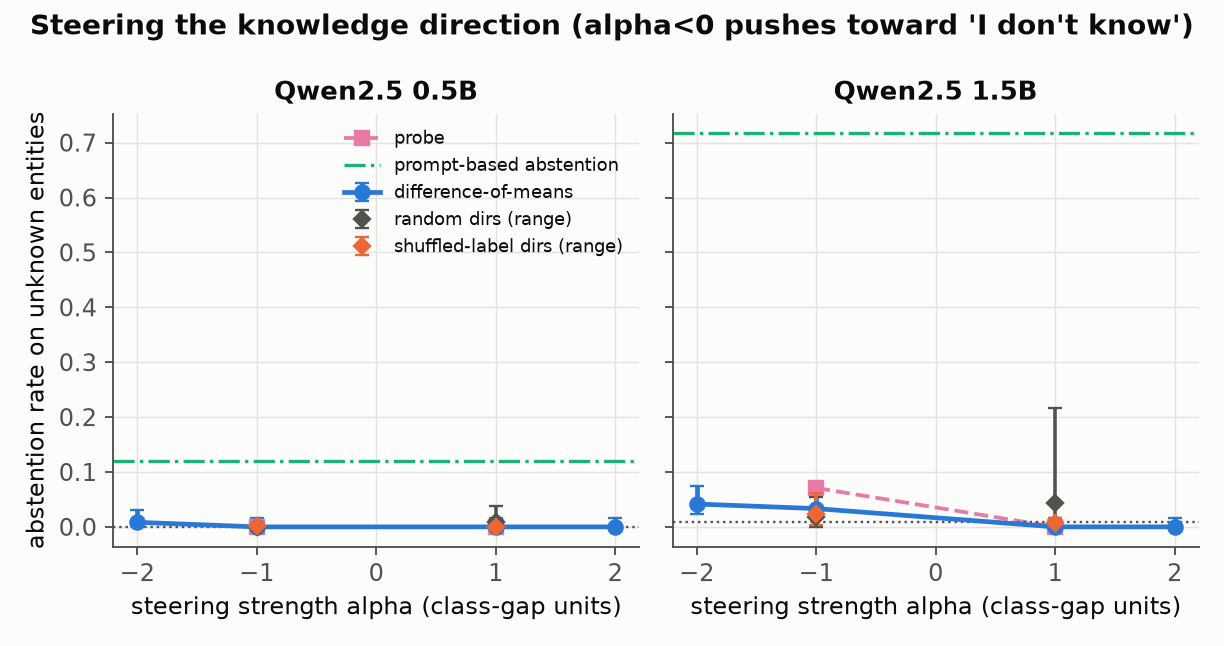 Steering the knowledge direction (alpha<0 pushes toward 'I don't know')
Qwen2.5 0.5B
Qwen2.5 1.5B
abstention rate on unknown entities
0.7
0.6
0.5
0.4
0.3
0.2
0.1
0.0
probe
prompt-based abstention
difference-of-means
random dirs (range)
shuffled-label dirs (range)
−2
−1
0
1
2
−2
−1
0
1
2
steering strength alpha (class-gap units)
steering strength alpha (class-gap units)